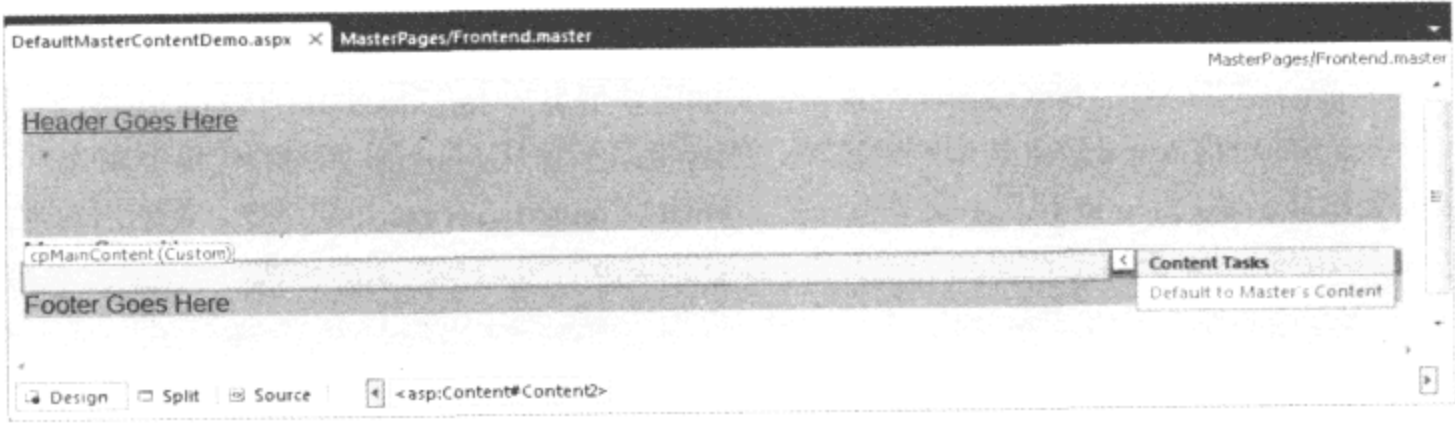 DefaultMasterContentDemo.aspx × MasterPages/Frontend.master
MasterPages/Frontend.master
Header Goes Here
cpMainContent (Custom)
< Content Tasks
Default to Master's Content
Footer Goes Here
Design Split Source <asp:Content#Content2>